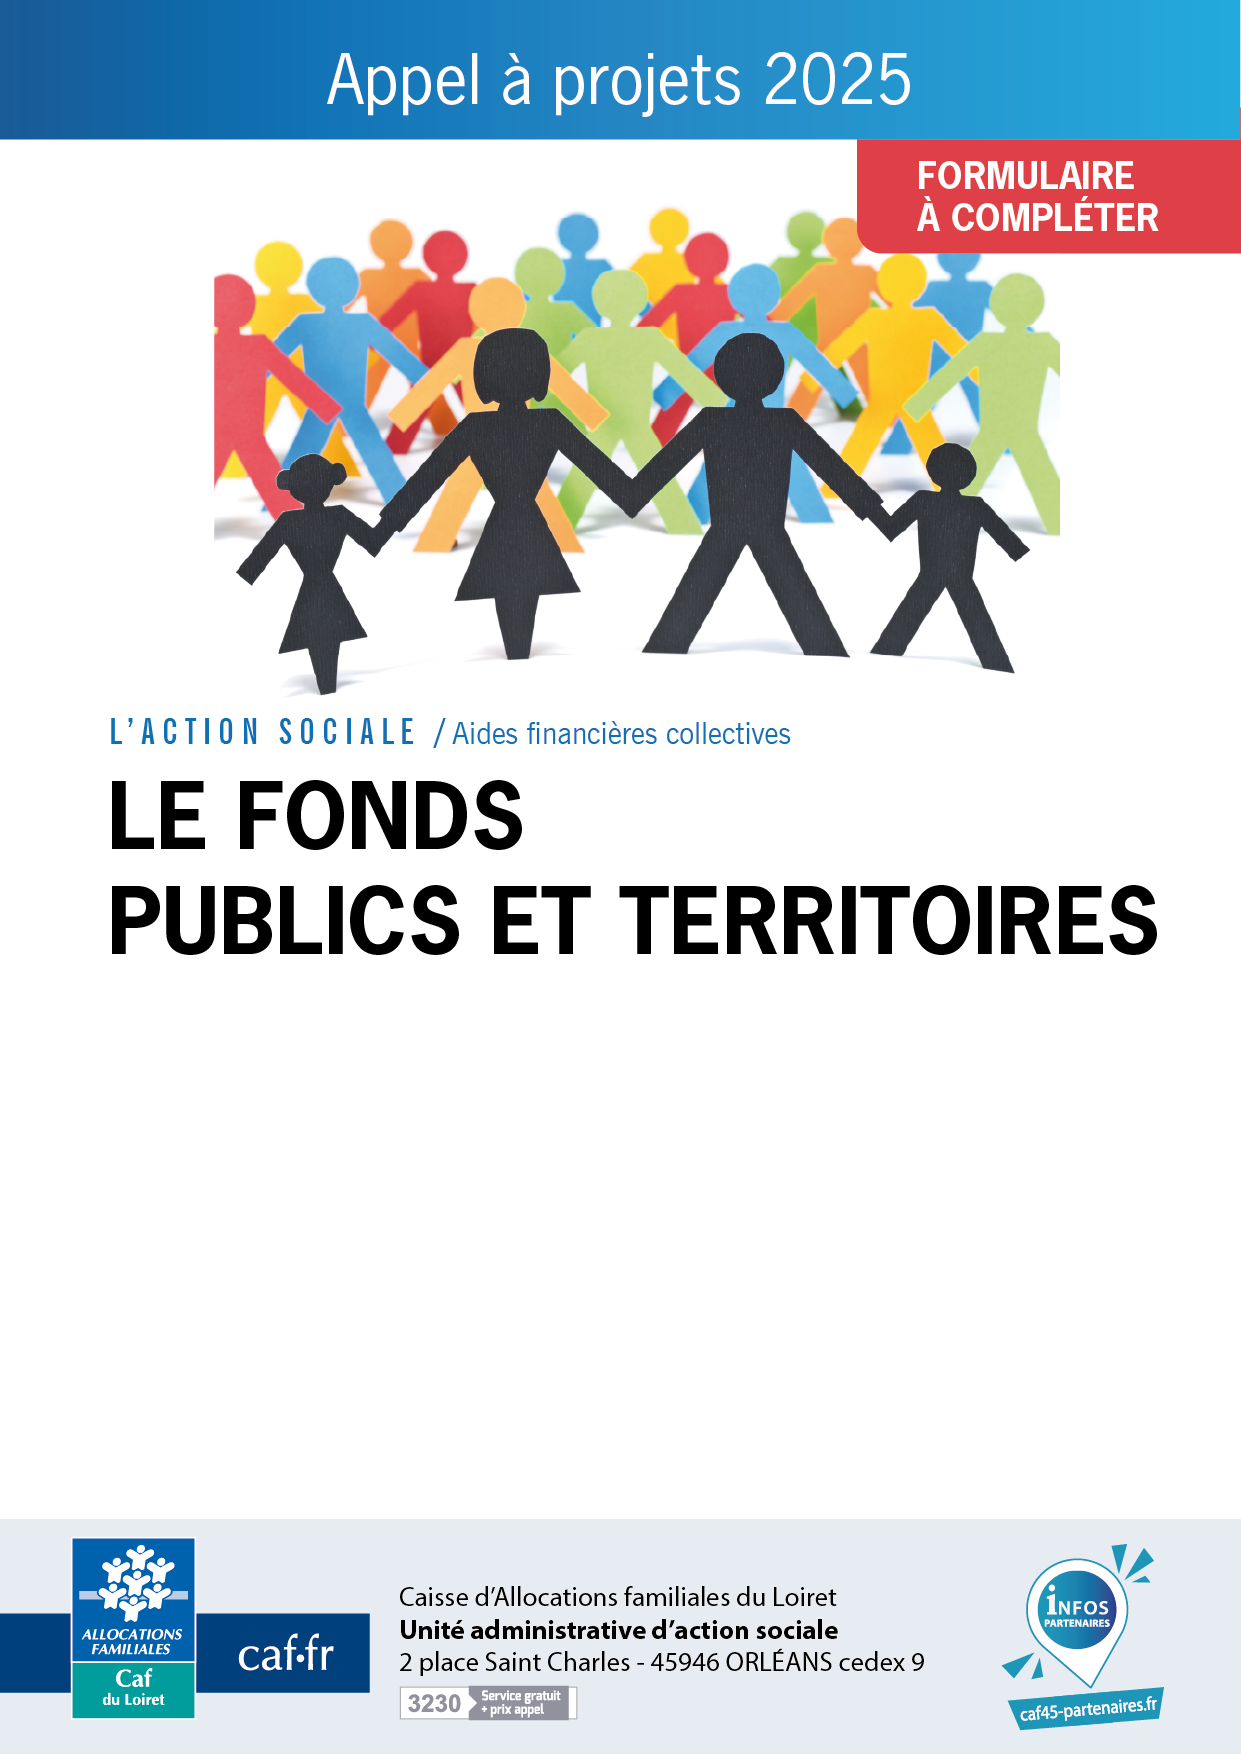 Appel à projets 2025
FORMULAIRE
À COMPLÉTER
L’ACTION SOCIALE / Aides financières collectives
LE FONDS
PUBLICS ET TERRITOIRES
ALLOCATIONS
FAMILIALES
Caf
du Loiret
caf•fr
Caisse d’Allocations familiales du Loiret
Unité administrative d’action sociale
2 place Saint Charles - 45946 ORLÉANS cedex 9
3230 Service gratuit
+ prix appel
iNFOS
PARTENAIRES
caf45-partenaires.fr